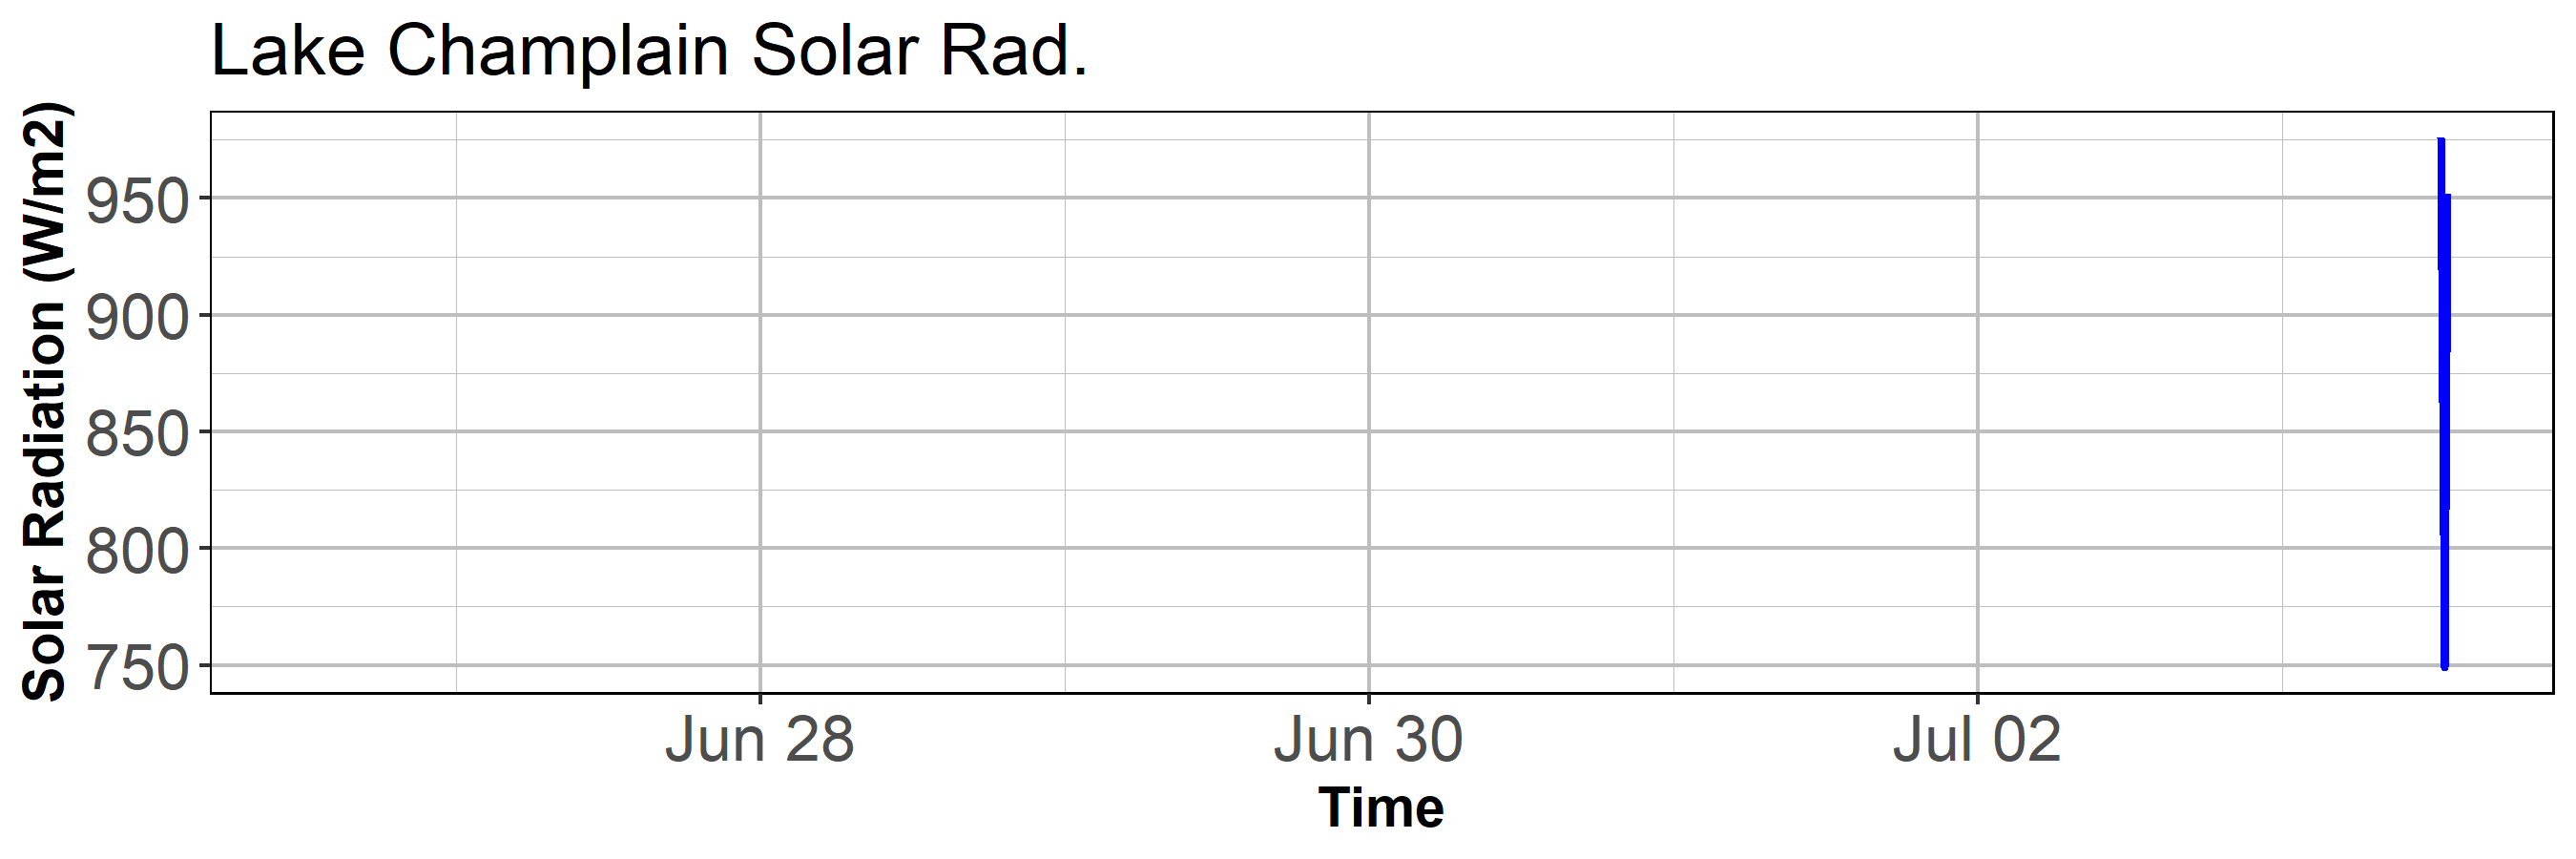 Lake Champlain Solar Rad.
Solar Radiation (W/m2)
950
900
850
800
750
Jun 28 Jun 30 Jul 02
Time